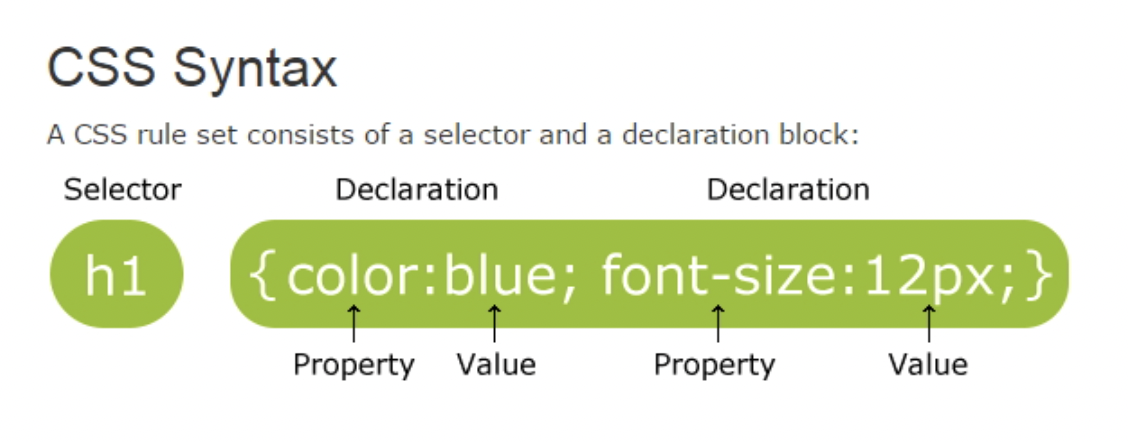 CSS Syntax
A CSS rule set consists of a selector and a declaration block:
Selector Declaration Declaration
h1 {color:blue; font-size:12px;}
Property Value Property Value